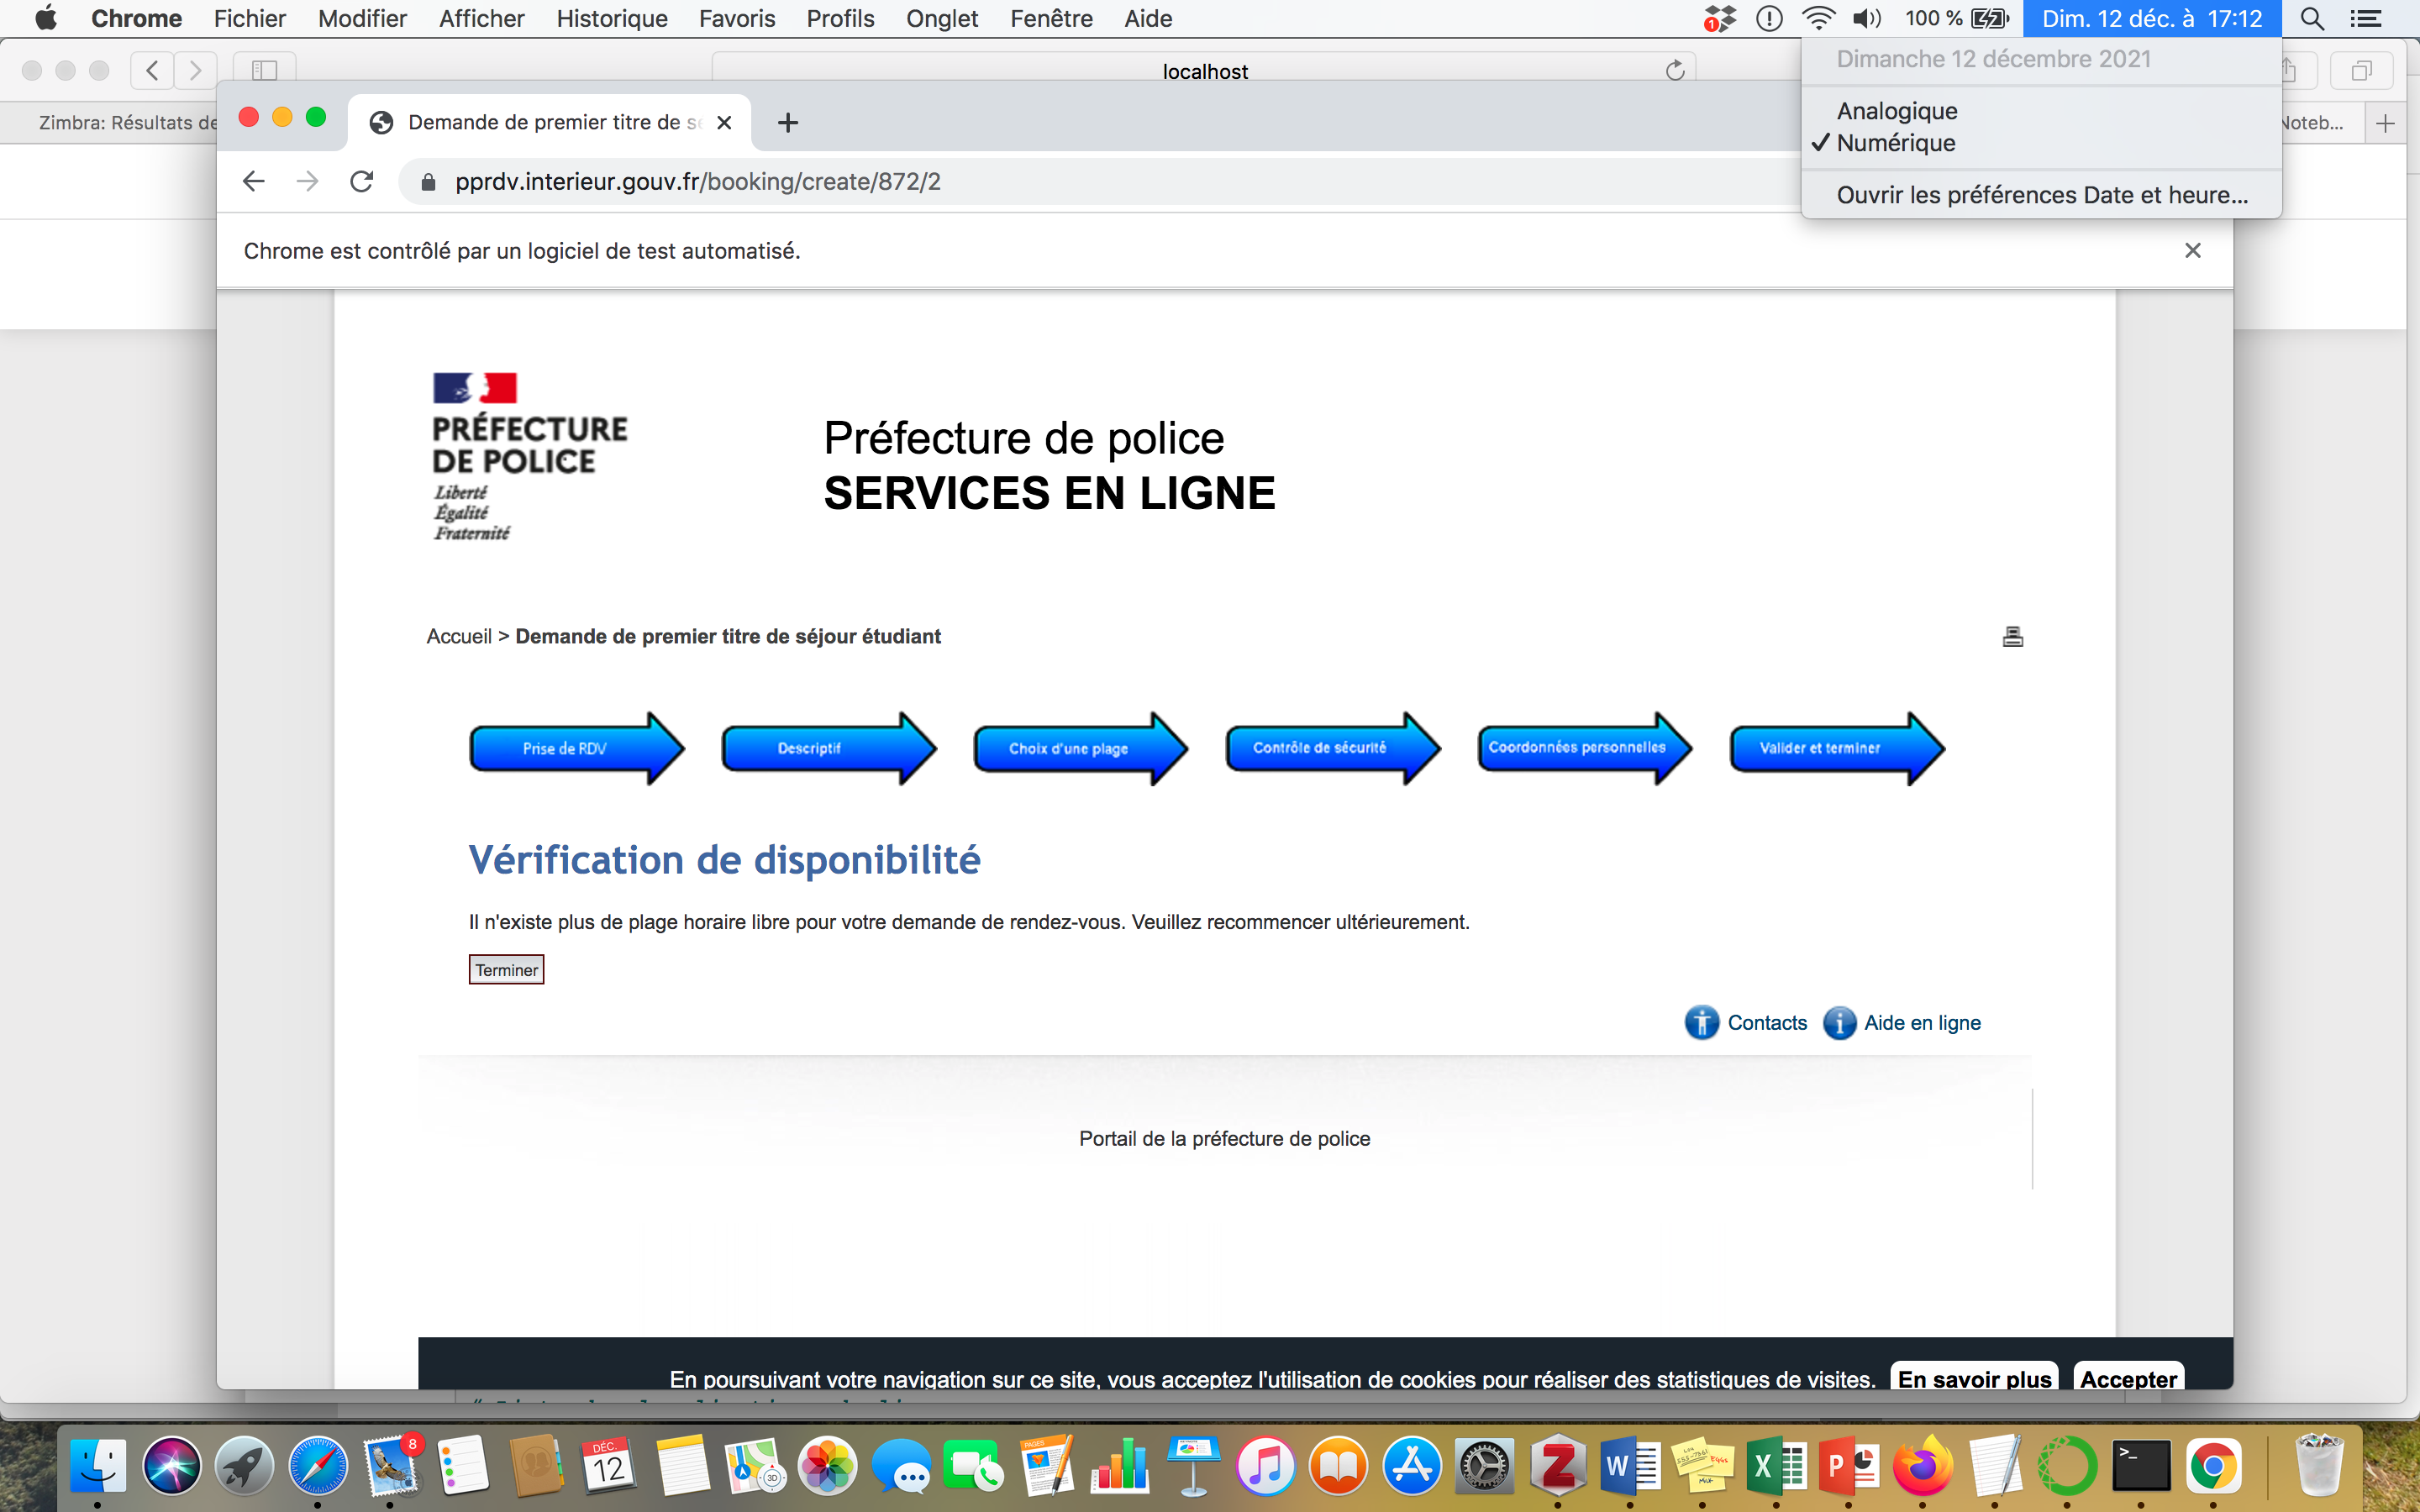 Chrome Fichier Modifier Afficher Historique Favoris Profils Onglet Fenêtre Aide 1 100 % Dim. 12 déc. à 17:12
Dimanche 12 décembre 2021
Analogique
✓ Numérique
Ouvrir les préférences Date et heure...
localhost
Zimbra: Résultats de
Noteb...
Demande de premier titre de s
pprdv.interieur.gouv.fr/booking/create/872/2
Chrome est contrôlé par un logiciel de test automatisé.
PRÉFECTURE
DE POLICE
Liberté
Égalité
Fraternité
Préfecture de police
SERVICES EN LIGNE
Accueil > Demande de premier titre de séjour étudiant
Prise de RDV Descriptif Choix d'une plage Contrôle de sécurité Coordonnées personnelles Valider et terminer
Vérification de disponibilité
Il n'existe plus de plage horaire libre pour votre demande de rendez-vous. Veuillez recommencer ultérieurement.
Terminer
Contacts Aide en ligne
Portail de la préfecture de police
En poursuivant votre navigation sur ce site, vous acceptez l'utilisation de cookies pour réaliser des statistiques de visites. En savoir plus Accepter
8
DÉC.
12
3D
PAGES
W
X
P
>_